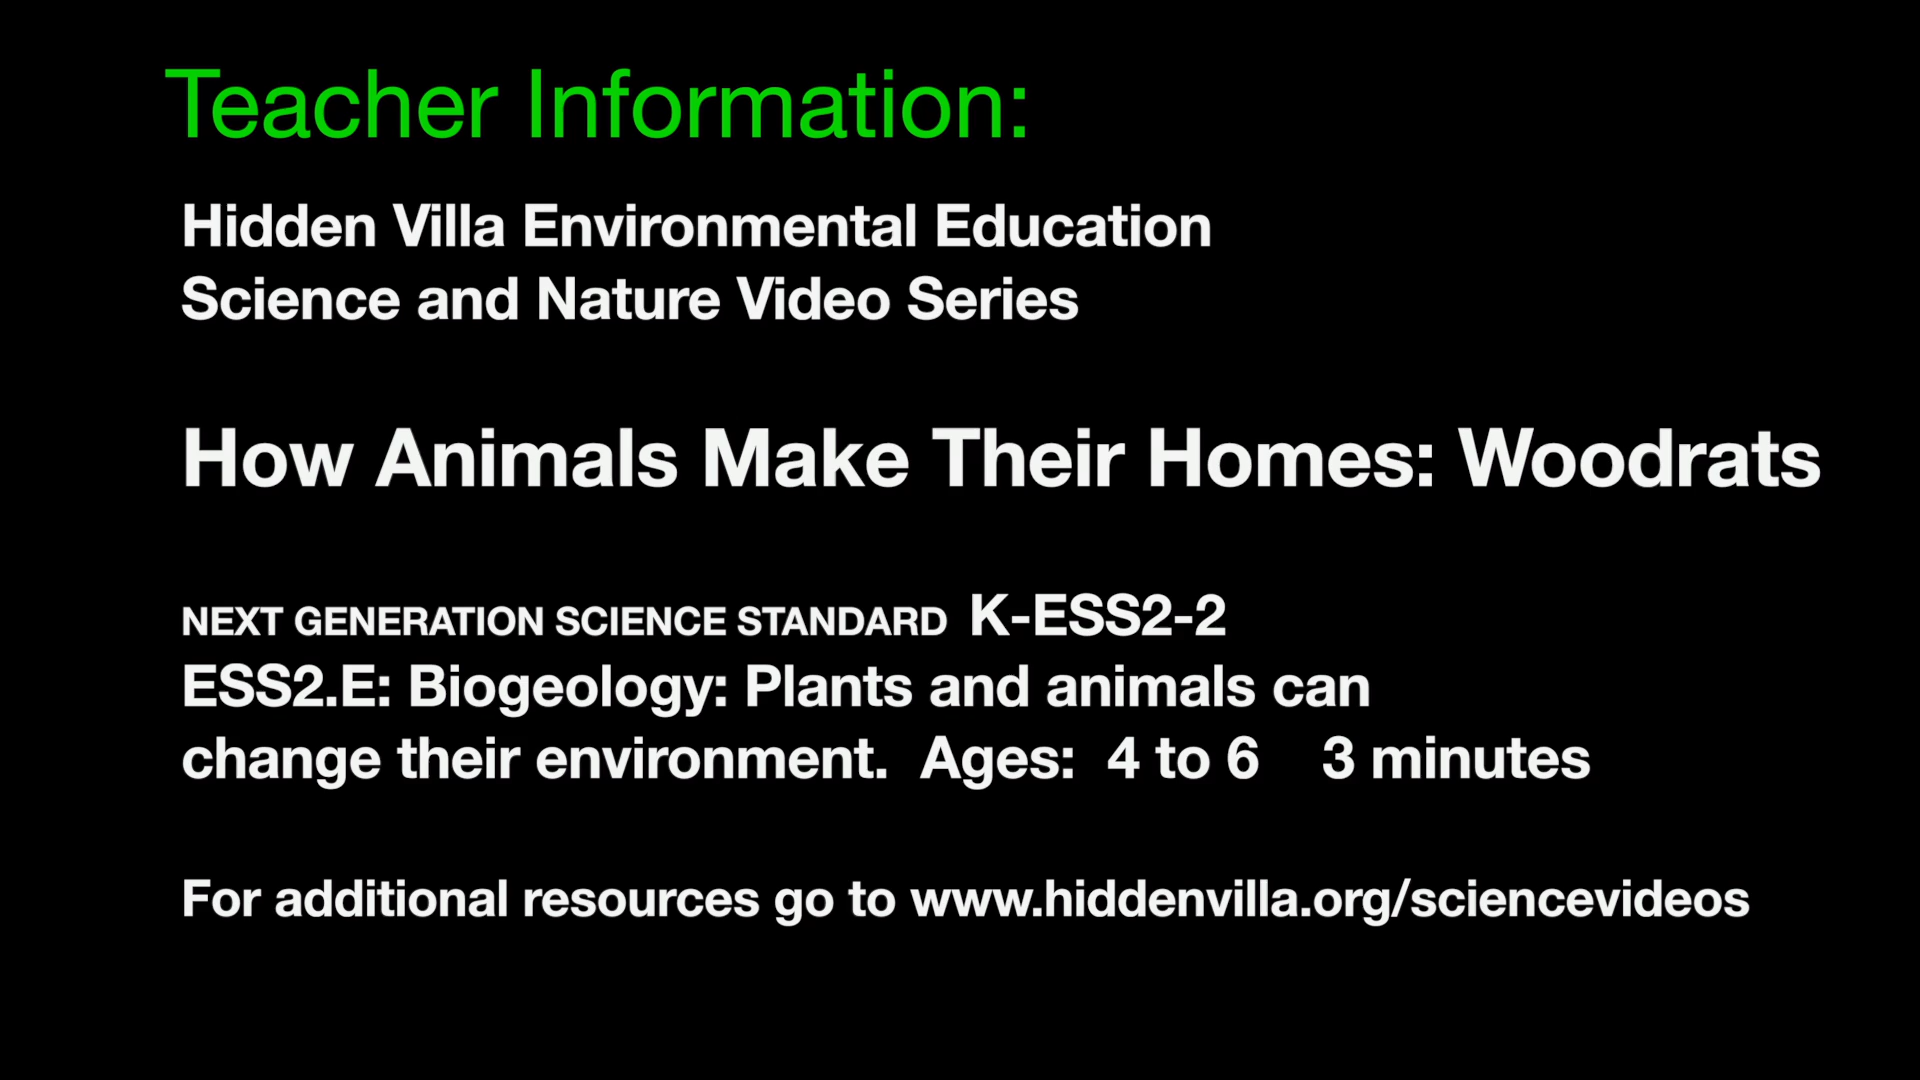 Teacher Information:
Hidden Villa Environmental Education
Science and Nature Video Series
How Animals Make Their Homes: Woodrats
NEXT GENERATION SCIENCE STANDARD K-ESS2-2
ESS2.E: Biogeology: Plants and animals can
change their environment. Ages: 4 to 6 3 minutes
For additional resources go to www.hiddenvilla.org/sciencevideos